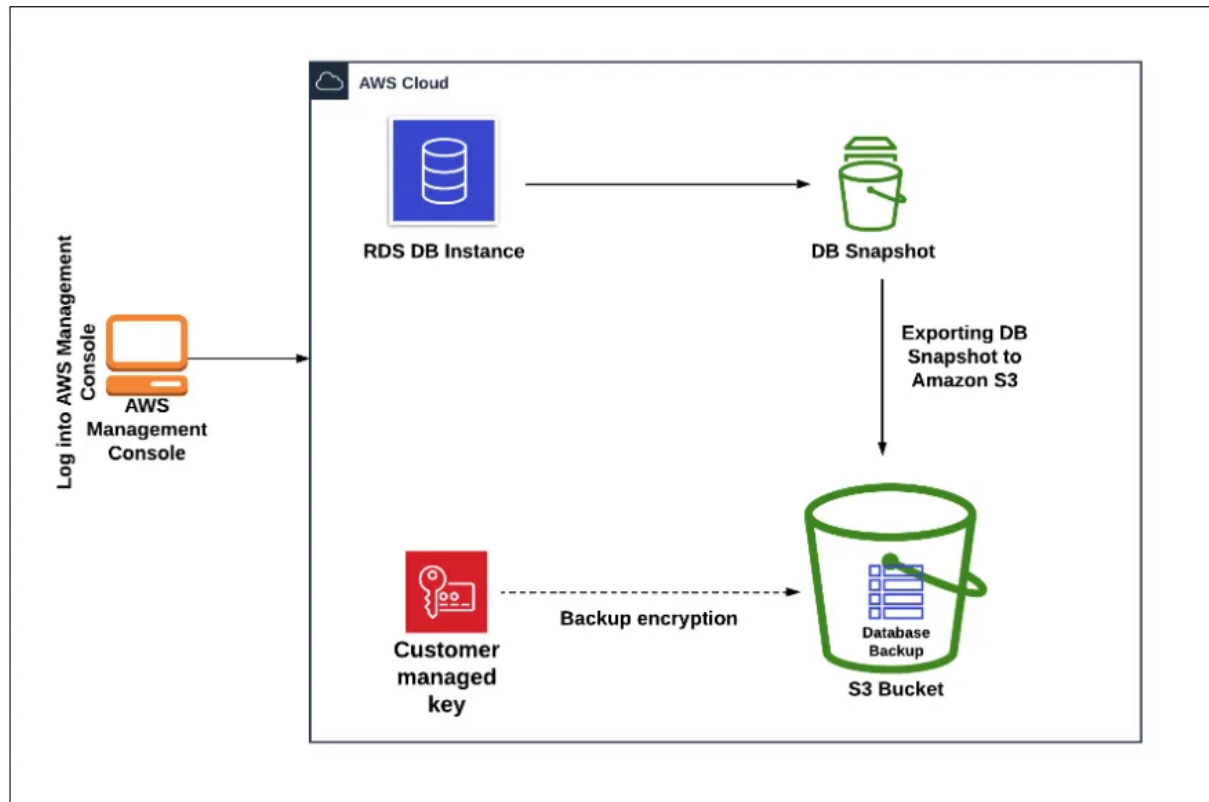 AWS Cloud
RDS DB Instance
DB Snapshot
Log into AWS Management
Console
AWS
Management
Console
Exporting DB
Snapshot to
Amazon S3
Backup encryption
Customer
managed
key
Database
Backup
S3 Bucket